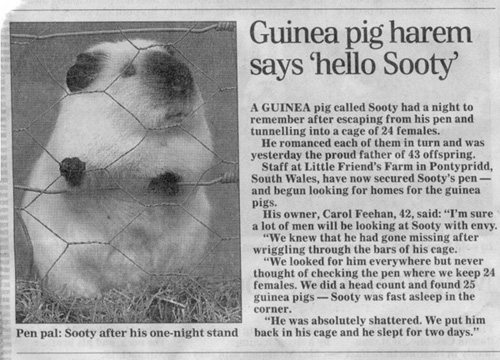 Guinea pig harem
says ‘hello Sooty’
A GUINEA pig called Sooty had a night to
remember after escaping from his pen and
tunnelling into a cage of 24 females.
He romanced each of them in turn and was
yesterday the proud father of 43 offspring.
Staff at Little Friend’s Farm in Pontypridd,
South Wales, have now secured Sooty’s pen —
and begun looking for homes for the guinea
pigs.
His owner, Carol Feehan, 42, said: “I’m sure
a lot of men will be looking at Sooty with envy.
“We knew that he had gone missing after
wriggling through the bars of his cage.
“We looked for him everywhere but never
thought of checking the pen where we keep 24
females. We did a head count and found 25
guinea pigs — Sooty was fast asleep in the
corner.
“He was absolutely shattered. We put him
back in his cage and he slept for two days.”
Pen pal: Sooty after his one-night stand